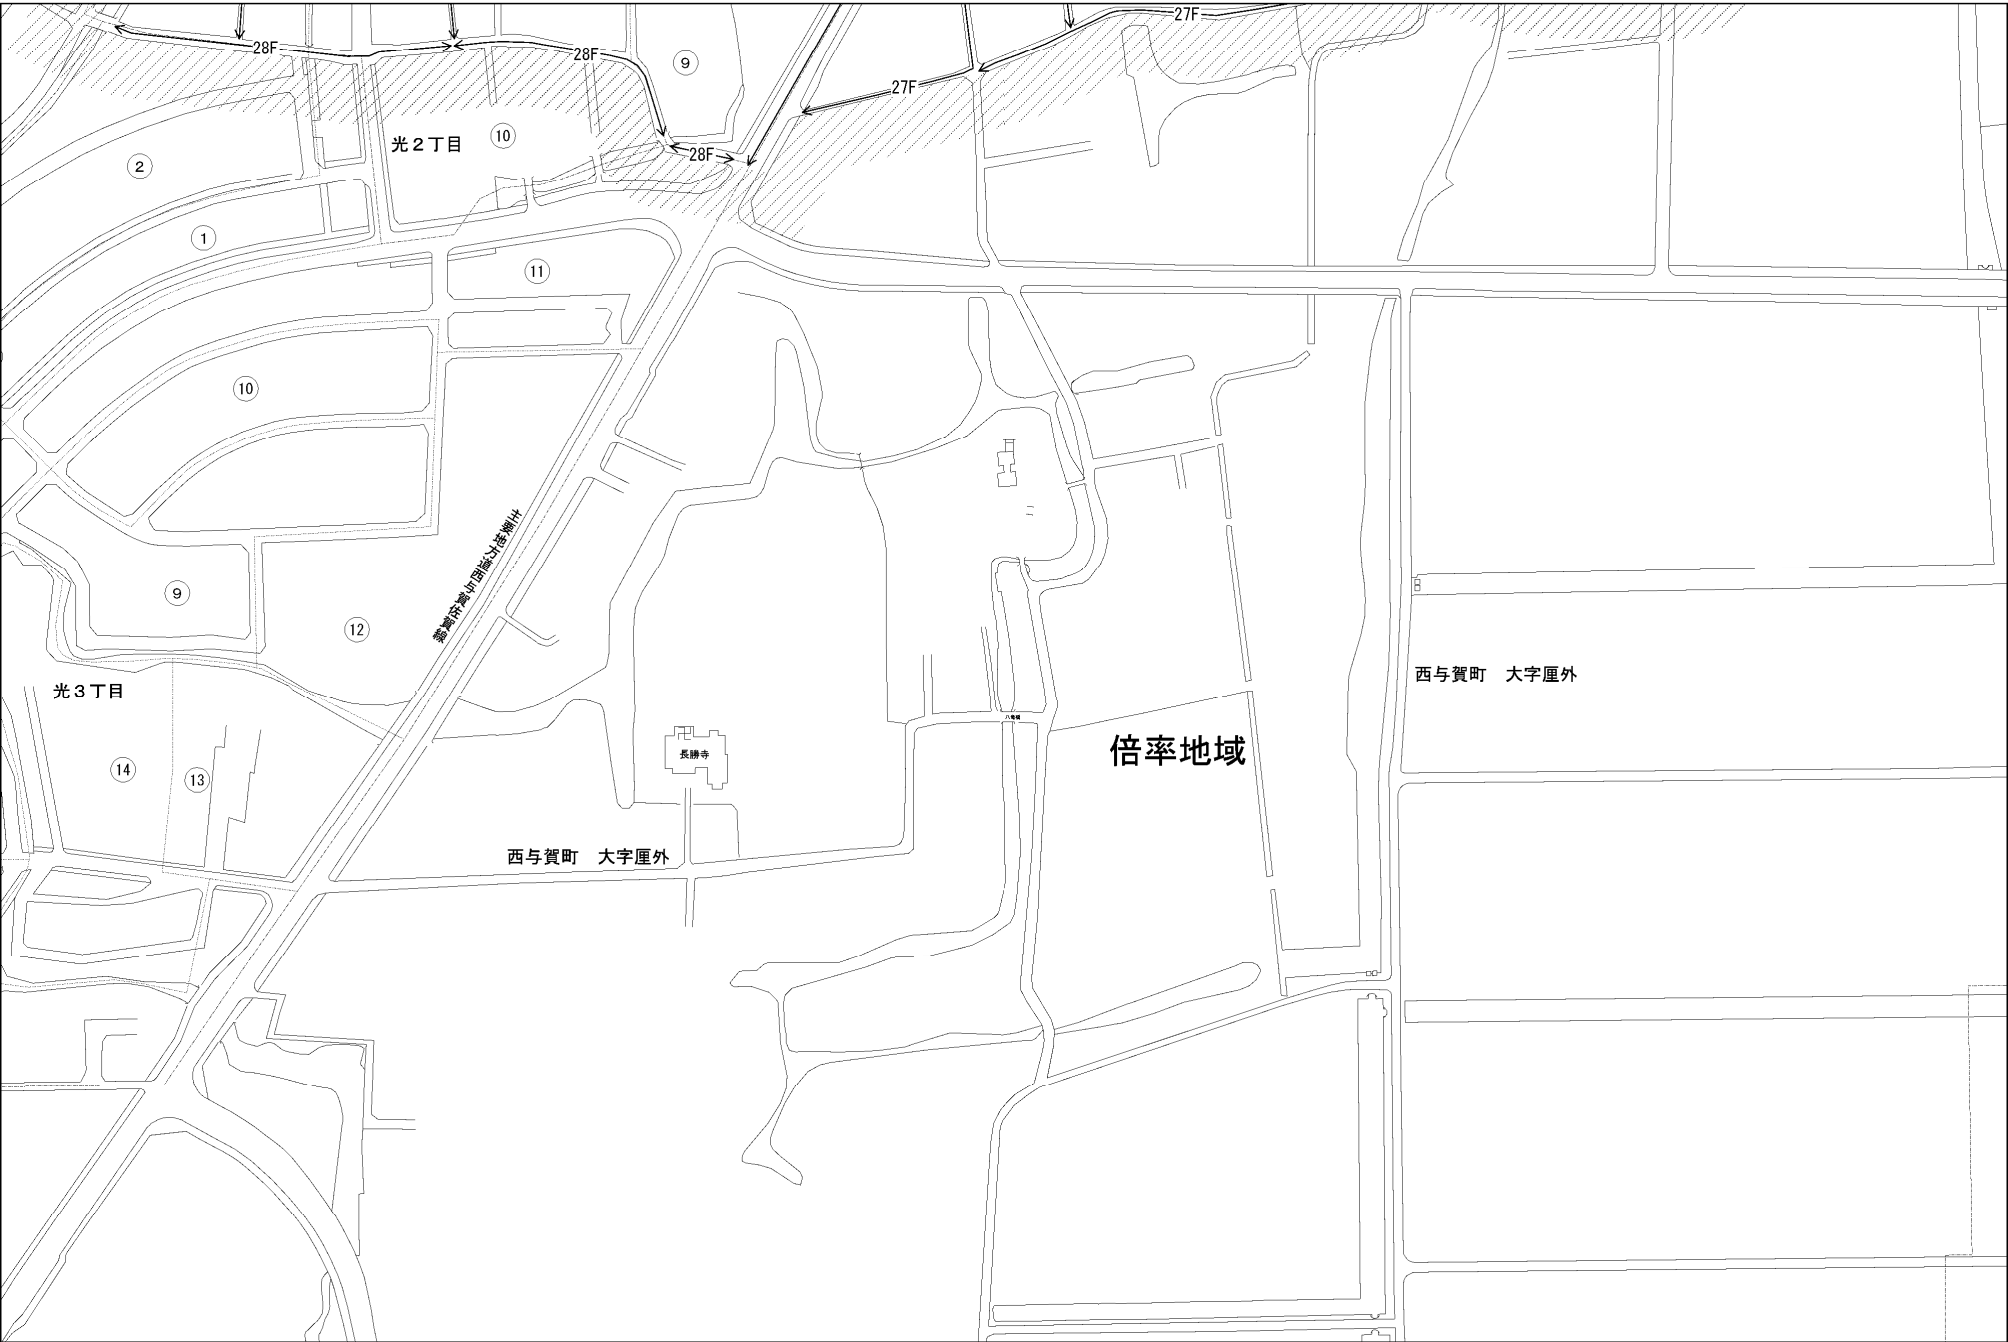 27F
28F
28F
9
27F
10
光２丁目
28F
2
1
11
10
主要地方道西与賀佐賀線
9
12
西与賀町　大字厘外
光３丁目
八竜橋
倍率地域
長勝寺
14
13
西与賀町　大字厘外